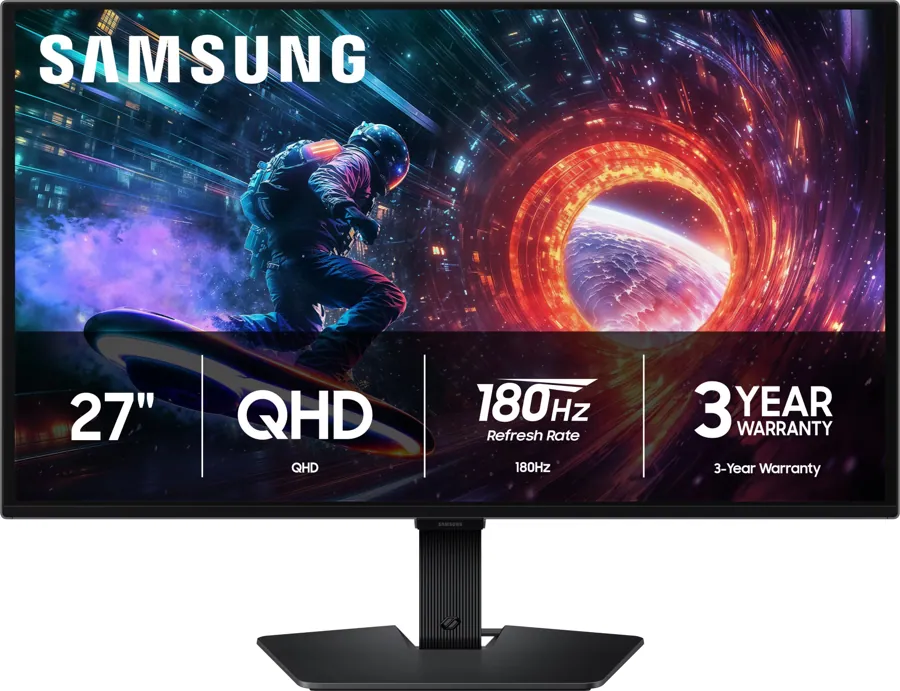 SAMSUNG
27"
QHD
QHD
180Hz
Refresh Rate
180Hz
3 YEAR
WARRANTY
3-Year Warranty